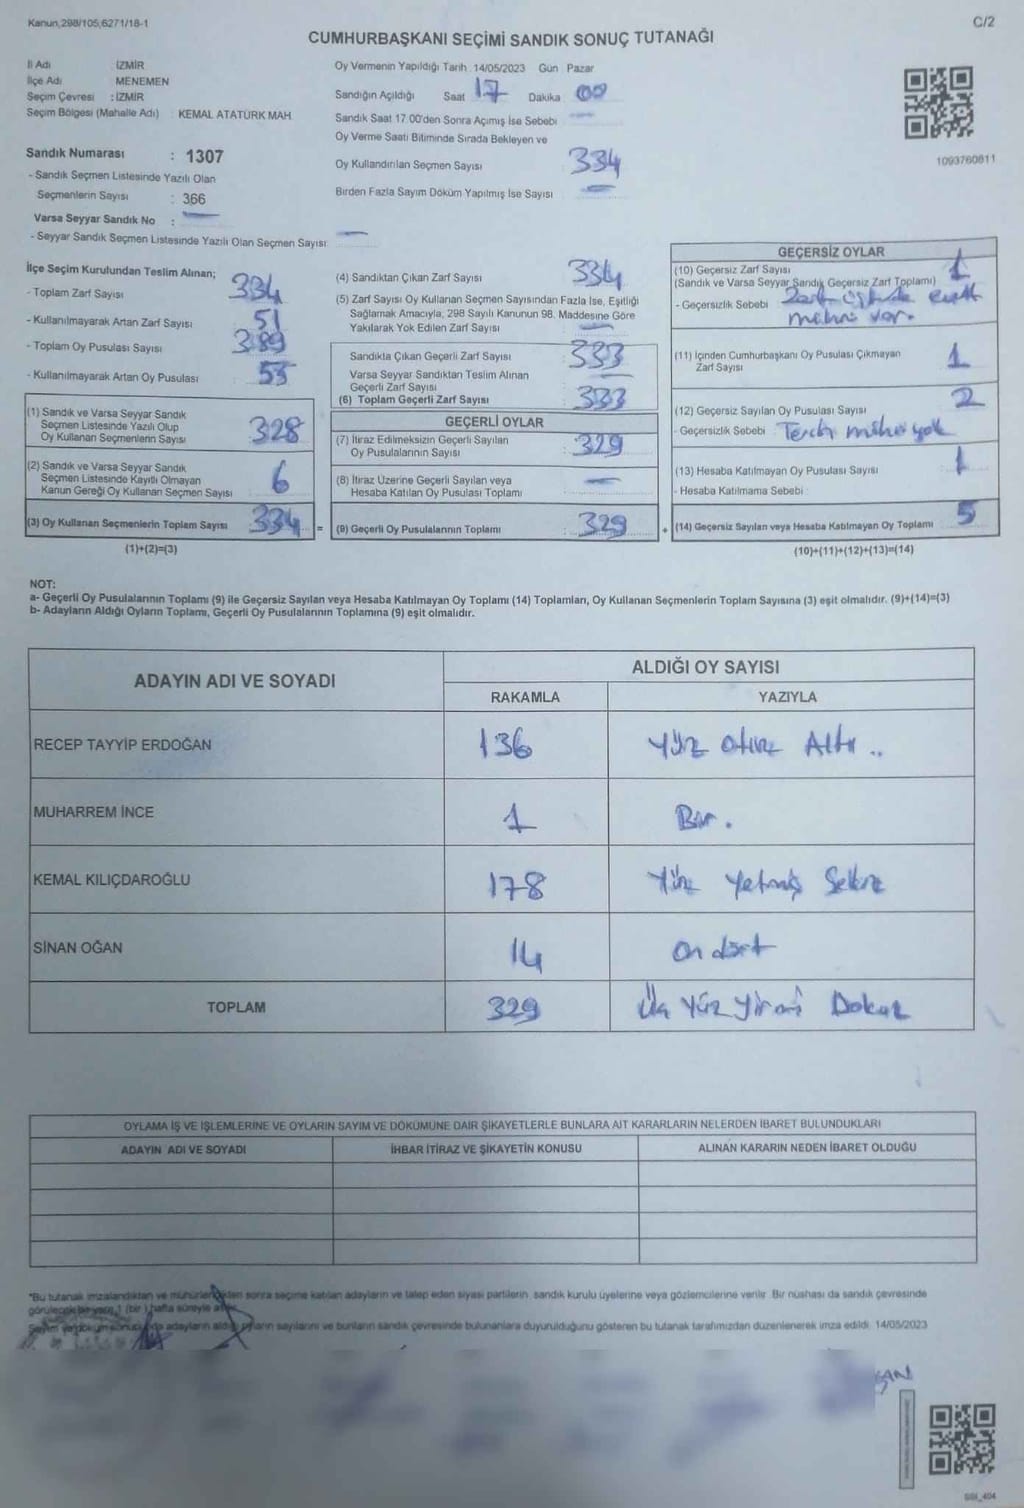 Kanun,298/105,6271/18-1
C/2
CUMHURBAŞKANI SEÇİMİ SANDIK SONUÇ TUTANAĞI
İl Adı İZMİR
İlçe Adı MENEMEN
Seçim Çevresi : İZMİR
Seçim Bölgesi (Mahalle Adı) : KEMAL ATATÜRK MAH.
Sandık Numarası : 1307
- Sandık Seçmen Listesinde Yazılı Olan
Seçmenlerin Sayısı : 366
Varsa Seyyar Sandık No : —
- Seyyar Sandık Seçmen Listesinde Yazılı Olan Seçmen Sayısı: —
Oy Vermenin Yapıldığı Tarih 14/05/2023 Gün Pazar
Sandığın Açıldığı Saat 17 Dakika 00
Sandık Saat 17.00'den Sonra Açımış İse Sebebi —
Oy Verme Saati Bitiminde Sırada Bekleyen ve
Oy Kullandırılan Seçmen Sayısı 334
Birden Fazla Sayım Döküm Yapılmış İse Sayısı —
1093760811
İlçe Seçim Kurulundan Teslim Alınan;
- Toplam Zarf Sayısı 334
- Kullanılmayarak Artan Zarf Sayısı 51
- Toplam Oy Pusulası Sayısı 389
- Kullanılmayarak Artan Oy Pusulası 55
(1) Sandık ve Varsa Seyyar Sandık
Seçmen Listesinde Yazılı Olup
Oy Kullanan Seçmenlerin Sayısı 328
(2) Sandık ve Varsa Seyyar Sandık
Seçmen Listesinde Kayıtlı Olmayan
Kanun Gereği Oy Kullanan Seçmen Sayısı 6
(3) Oy Kullanan Seçmenlerin Toplam Sayısı 334 =
(1)+(2)=(3)
(4) Sandıktan Çıkan Zarf Sayısı 334
(5) Zarf Sayısı Oy Kullanan Seçmen Sayısından Fazla İse, Eşitliği
Sağlamak Amacıyla, 298 Sayılı Kanunun 98. Maddesine Göre
Yakılarak Yok Edilen Zarf Sayısı —
Sandıkta Çıkan Geçerli Zarf Sayısı 333
Varsa Seyyar Sandıktan Teslim Alınan
Geçerli Zarf Sayısı —
(6) Toplam Geçerli Zarf Sayısı 333
GEÇERLİ OYLAR
(7) İtiraz Edilmeksizin Geçerli Sayılan
Oy Pusulalarının Sayısı : 329
(8) İtiraz Üzerine Geçerli Sayılan veya
Hesaba Katılan Oy Pusulası Toplamı : —
(9) Geçerli Oy Pusulalarının Toplamı : 329 +
GEÇERSİZ OYLAR
(10) Geçersiz Zarf Sayısı 1
(Sandık ve Varsa Seyyar Sandık Geçersiz Zarf Toplamı)
- Geçersizlik Sebebi Zarf üstünde evet
mührü var.
(11) İçinden Cumhurbaşkanı Oy Pusulası Çıkmayan
Zarf Sayısı 1
(12) Geçersiz Sayılan Oy Pusulası Sayısı 2
- Geçersizlik Sebebi Tercih mührü yok
(13) Hesaba Katılmayan Oy Pusulası Sayısı : 1
- Hesaba Katılmama Sebebi :
(14) Geçersiz Sayılan veya Hesaba Katılmayan Oy Toplamı 5
(10)+(11)+(12)+(13)=(14)
NOT:
a- Geçerli Oy Pusulalarının Toplamı (9) ile Geçersiz Sayılan veya Hesaba Katılmayan Oy Toplamı (14) Toplamları, Oy Kullanan Seçmenlerin Toplam Sayısına (3) eşit olmalıdır. (9)+(14)=(3)
b- Adayların Aldığı Oyların Toplamı, Geçerli Oy Pusulalarının Toplamına (9) eşit olmalıdır.
ADAYIN ADI VE SOYADI
ALDIĞI OY SAYISI
RAKAMLA YAZIYLA
RECEP TAYYİP ERDOĞAN 136 Yüz otuz Altı ..
MUHARREM İNCE 1 Bir.
KEMAL KILIÇDAROĞLU 178 Yüz Yetmiş Sekiz
SİNAN OĞAN 14 on dört
TOPLAM 329 Üç Yüz Yirmi Dokuz
OYLAMA İŞ VE İŞLEMLERİNE VE OYLARIN SAYIM VE DÖKÜMÜNE DAİR ŞİKAYETLERLE BUNLARA AİT KARARLARIN NELERDEN İBARET BULUNDUKLARI
ADAYIN ADI VE SOYADI İHBAR İTİRAZ VE ŞİKAYETİN KONUSU ALINAN KARARIN NEDEN İBARET OLDUĞU
*Bu tutanak imzalandıktan ve mühürlendikten sonra seçime katılan adayların ve talep eden siyasi partilerin sandık kurulu üyelerine veya gözlemcilerine verilir. Bir nüshası da sandık çevresinde
görülecek bir yere 1 (bir) hafta süreyle asılır.
Sayım ve döküm sonucunda adayların aldığı oyların sayılarını ve bunların sandık çevresinde bulunanlara duyurulduğunu gösteren bu tutanak tarafımızdan düzenlenerek imza edildi. 14/05/2023